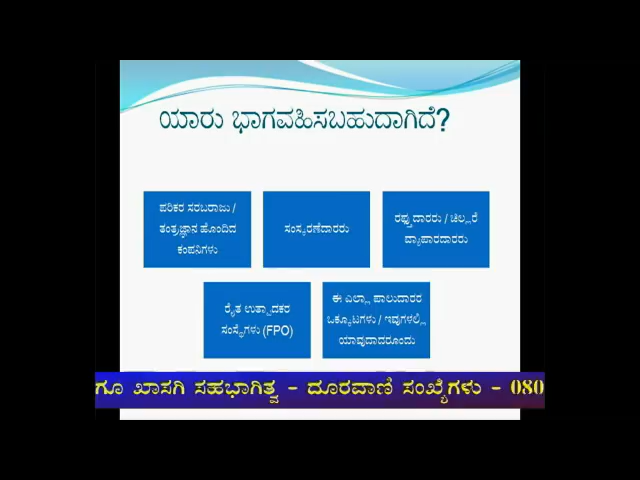 ಯಾರು ಭಾಗವಹಿಸಬಹುದಾಗಿದೆ?
ಪರಿಕರ ಸರಬರಾಜು /
ತಂತ್ರಜ್ಞಾನ ಹೊಂದಿದ
ಕಂಪನಿಗಳು
ಸಂಸ್ಕರಣೆದಾರರು
ರಫ್ತುದಾರರು / ಚಿಲ್ಲರೆ
ವ್ಯಾಪಾರದಾರರು
ರೈತ ಉತ್ಪಾದಕರ
ಸಂಸ್ಥೆಗಳು (FPO)
ಈ ಎಲ್ಲಾ ಪಾಲುದಾರರ
ಒಕ್ಕೂಟಗಳು / ಇವುಗಳಲ್ಲಿ
ಯಾವುದಾದರೊಂದು
ಗೂ ಖಾಸಗಿ ಸಹಭಾಗಿತ್ವ - ದೂರವಾಣಿ ಸಂಖ್ಯೆಗಳು - 080